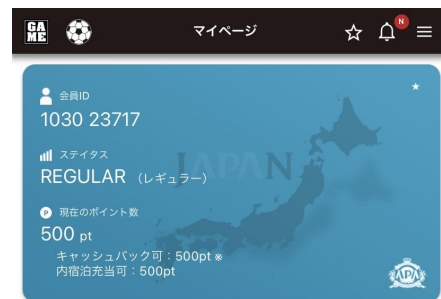 GA
ME
マイページ
N
会員ID
1030 23717
ステイタス
REGULAR （レギュラー）
JAPAN
現在のポイント数
500 pt
キャッシュバック可：500pt ※
内宿泊充当可：500pt
APA